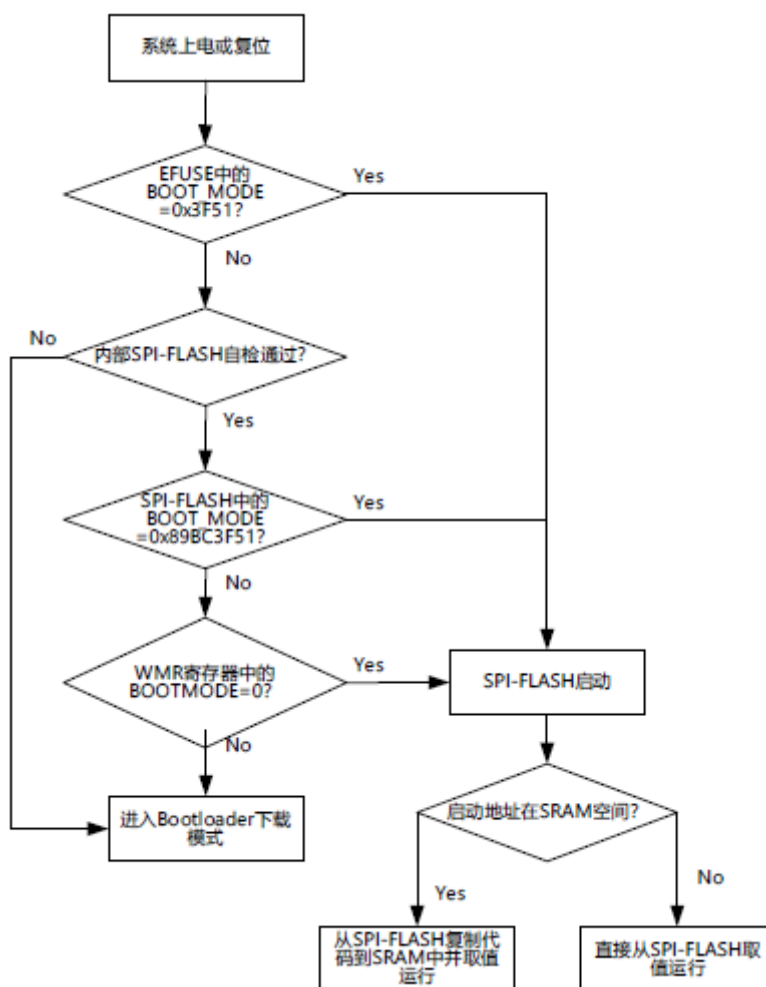 系统上电或复位
EFUSE中的
BOOT_MODE
=0x3F51?
Yes
No
No
内部SPI-FLASH自检通过?
Yes
SPI-FLASH中的
BOOT_MODE
=0x89BC3F51?
Yes
No
WMR寄存器中的
BOOTMODE=0?
Yes
SPI-FLASH启动
No
进入Bootloader下载
模式
启动地址在SRAM空间?
Yes
No
从SPI-FLASH复制代
码到SRAM中并取值
运行
直接从SPI-FLASH取
值运行